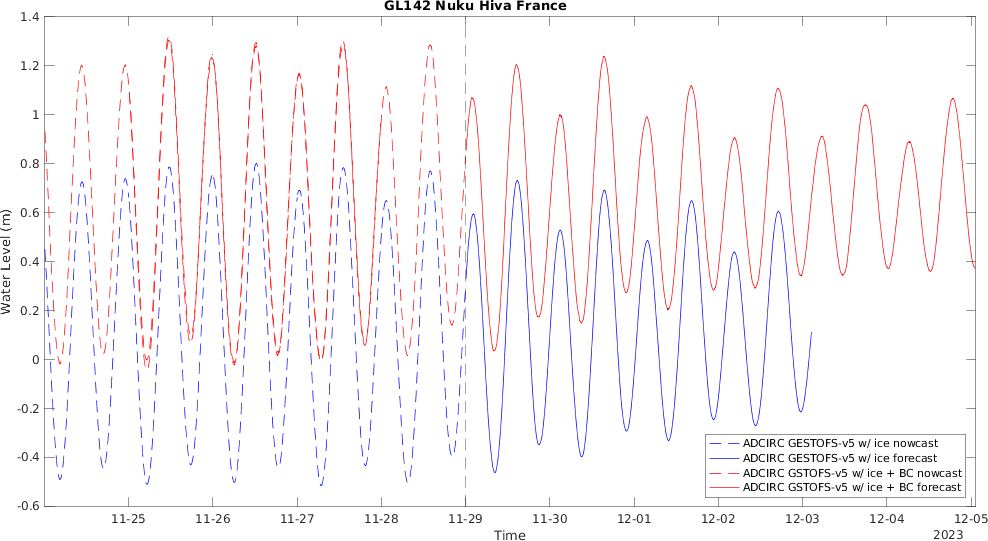 GL142 Nuku Hiva France
Water Level (m)
1.4
1.2
1
0.8
0.6
0.4
0.2
0
-0.2
-0.4
-0.6
ADCIRC GESTOFS-v5 w/ ice nowcast
ADCIRC GESTOFS-v5 w/ ice forecast
ADCIRC GSTOFS-v5 w/ ice + BC nowcast
ADCIRC GSTOFS-v5 w/ ice + BC forecast
11-25 11-26 11-27 11-28 11-29 11-30 12-01 12-02 12-03 12-04 12-05
Time
2023